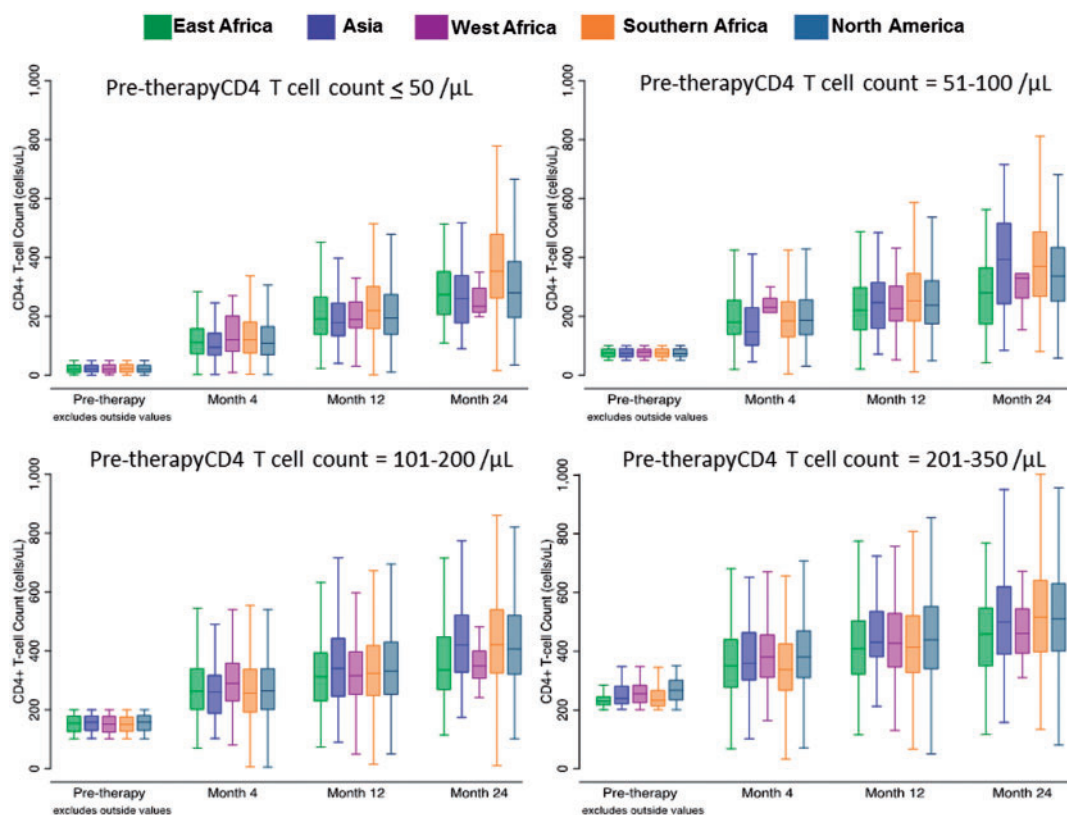 East Africa Asia West Africa Southern Africa North America
Pre-therapyCD4 T cell count ≤ 50 /μL
CD4+ T-cell Count (cells/uL)
1,000
800
600
400
200
0
Pre-therapy Month 4 Month 12 Month 24
excludes outside values
Pre-therapyCD4 T cell count = 51-100 /μL
CD4+ T-cell Count (cells/uL)
1,000
800
600
400
200
0
Pre-therapy Month 4 Month 12 Month 24
excludes outside values
Pre-therapyCD4 T cell count = 101-200 /μL
CD4+ T-cell Count (cells/uL)
1,000
800
600
400
200
0
Pre-therapy Month 4 Month 12 Month 24
excludes outside values
Pre-therapyCD4 T cell count = 201-350 /μL
CD4+ T-cell Count (cells/uL)
1,000
800
600
400
200
0
Pre-therapy Month 4 Month 12 Month 24
excludes outside values